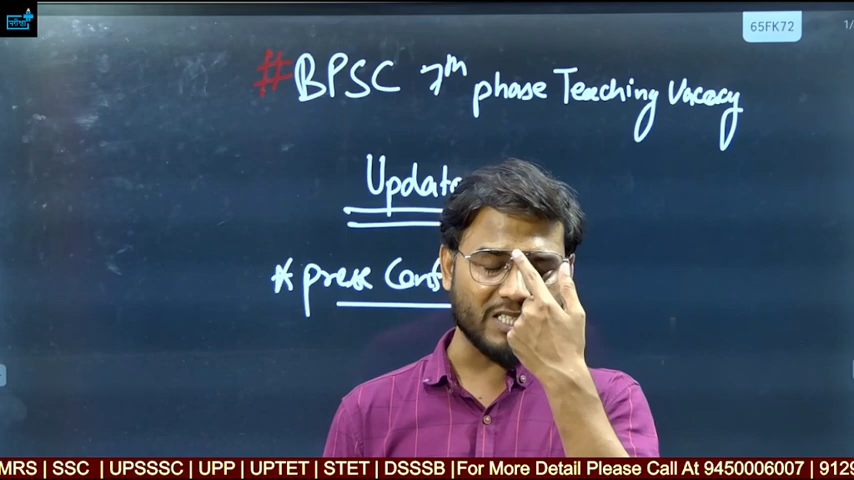 65FK72
1/
#BPSC 7th phase Teaching Vacacy
Update
*press Conf
MRS | SSC | UPSSSC | UPP | UPTET | STET | DSSSB |For More Detail Please Call At 9450006007 | 9129